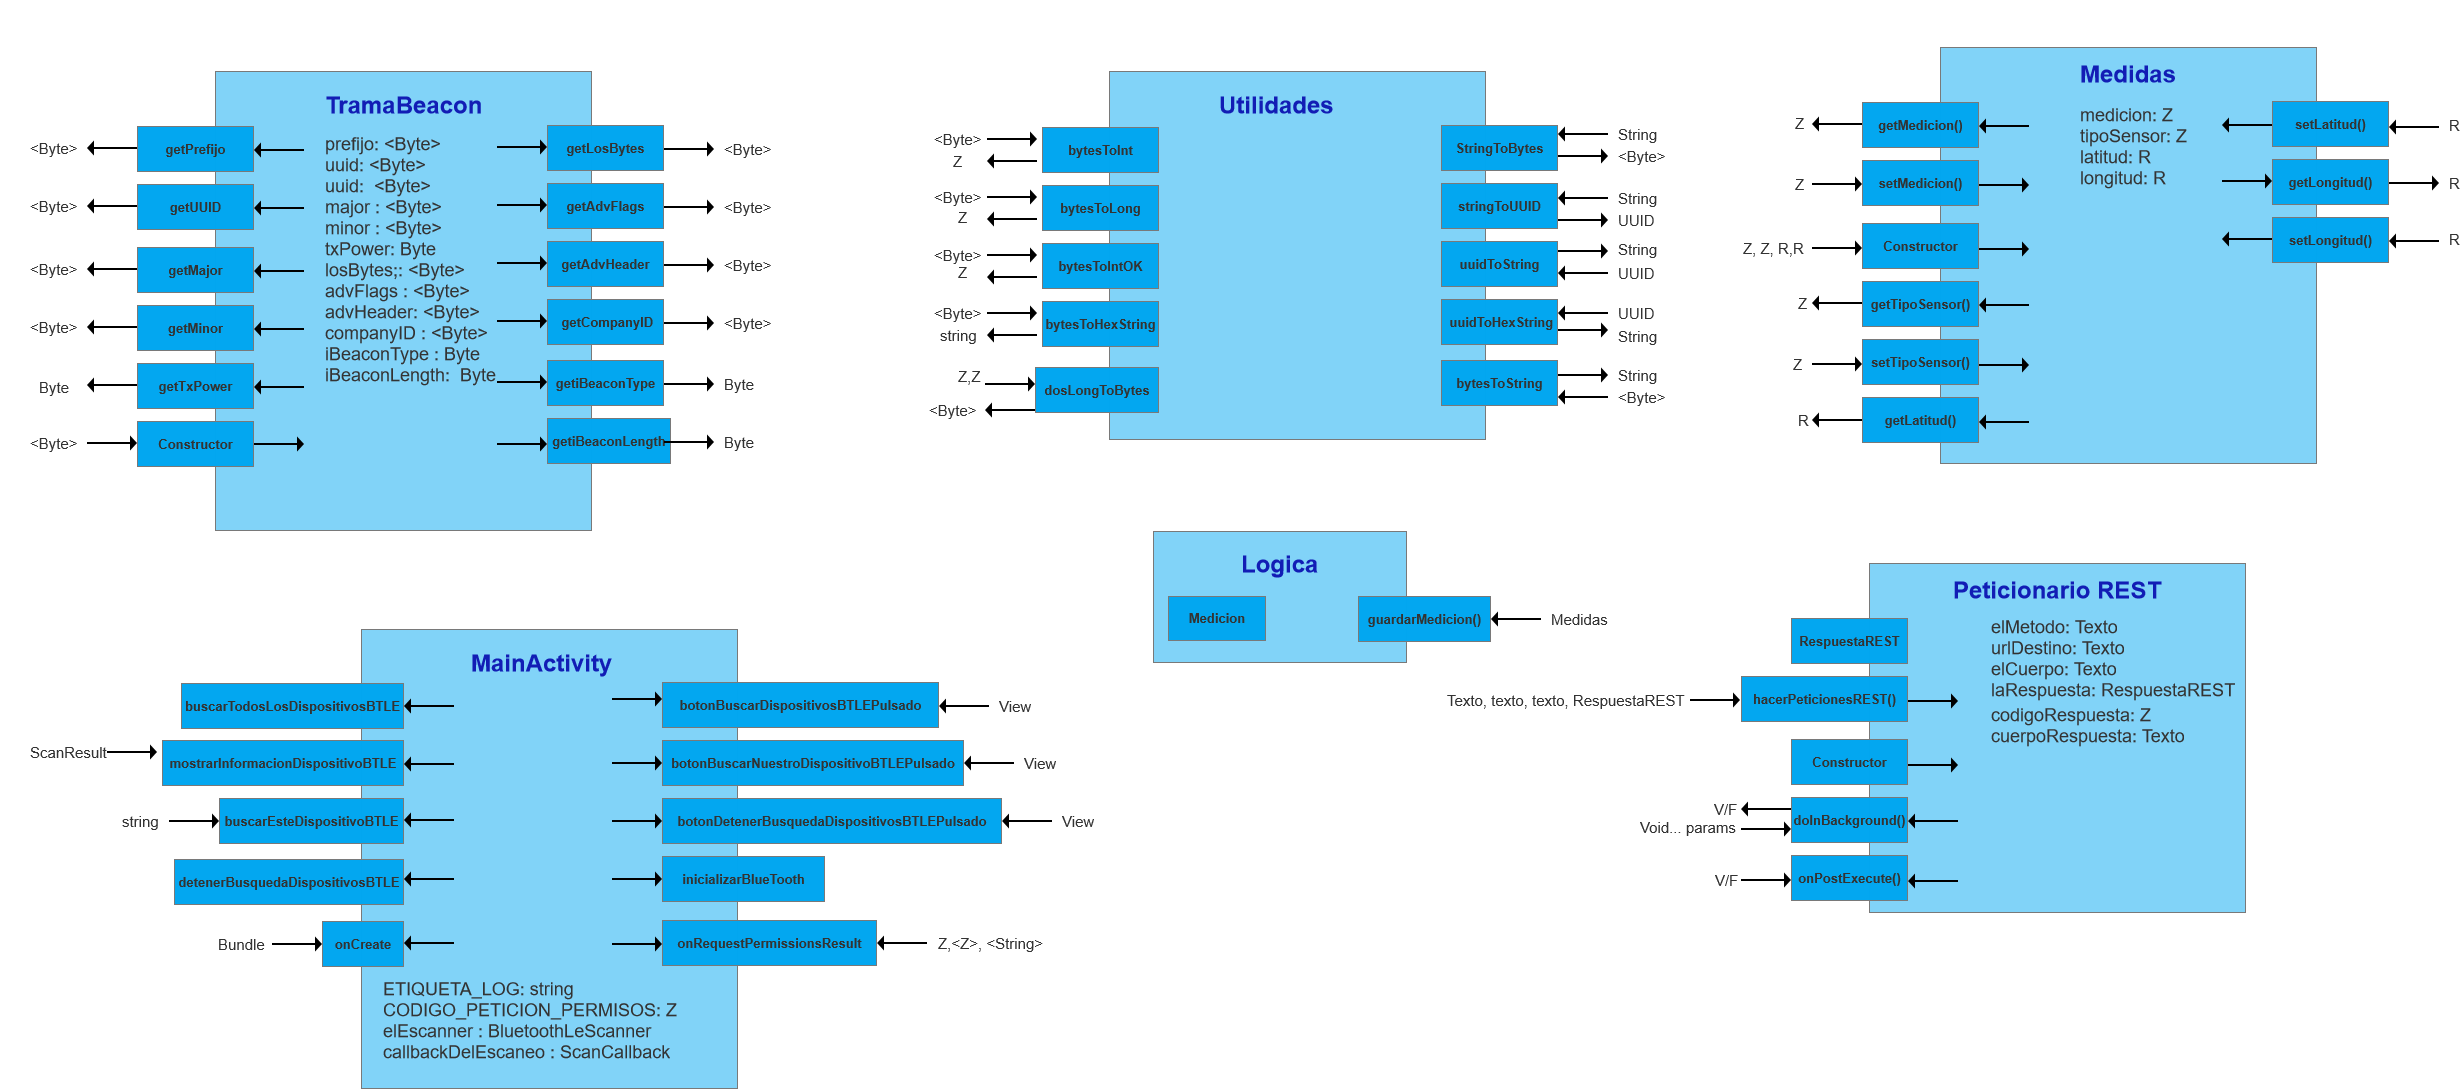 TramaBeacon
<Byte>
getPrefijo
<Byte>
getUUID
<Byte>
getMajor
<Byte>
getMinor
Byte
getTxPower
<Byte>
Constructor
prefijo: <Byte>
uuid: <Byte>
uuid:  <Byte>
major : <Byte>
minor : <Byte>
txPower: Byte
losBytes;: <Byte>
advFlags : <Byte>
advHeader: <Byte>
companyID : <Byte>
iBeaconType : Byte
iBeaconLength:  Byte
getLosBytes
<Byte>
getAdvFlags
<Byte>
getAdvHeader
<Byte>
getCompanyID
<Byte>
getiBeaconType
Byte
getiBeaconLength
Byte
Utilidades
<Byte>
Z
bytesToInt
<Byte>
Z
bytesToLong
<Byte>
Z
bytesToIntOK
<Byte>
string
bytesToHexString
Z,Z
<Byte>
dosLongToBytes
StringToBytes
String
<Byte>
stringToUUID
String
UUID
uuidToString
String
UUID
uuidToHexString
UUID
String
bytesToString
String
<Byte>
Medidas
Z
getMedicion()
Z
setMedicion()
Z, Z, R,R
Constructor
Z
getTipoSensor()
Z
setTipoSensor()
R
getLatitud()
medicion: Z
tipoSensor: Z
latitud: R
longitud: R
setLatitud()
R
getLongitud()
R
setLongitud()
R
Logica
Medicion
guardarMedicion()
Medidas
MainActivity
buscarTodosLosDispositivosBTLE
ScanResult
mostrarInformacionDispositivoBTLE
string
buscarEsteDispositivoBTLE
detenerBusquedaDispositivosBTLE
Bundle
onCreate
botonBuscarDispositivosBTLEPulsado
View
botonBuscarNuestroDispositivoBTLEPulsado
View
botonDetenerBusquedaDispositivosBTLEPulsado
View
inicializarBlueTooth
onRequestPermissionsResult
Z,<Z>, <String>
ETIQUETA_LOG: string
CODIGO_PETICION_PERMISOS: Z
elEscanner : BluetoothLeScanner
callbackDelEscaneo : ScanCallback
Peticionario REST
RespuestaREST
Texto, texto, texto, RespuestaREST
hacerPeticionesREST()
Constructor
V/F
Void... params
doInBackground()
V/F
onPostExecute()
elMetodo: Texto
urlDestino: Texto
elCuerpo: Texto
laRespuesta: RespuestaREST
codigoRespuesta: Z
cuerpoRespuesta: Texto